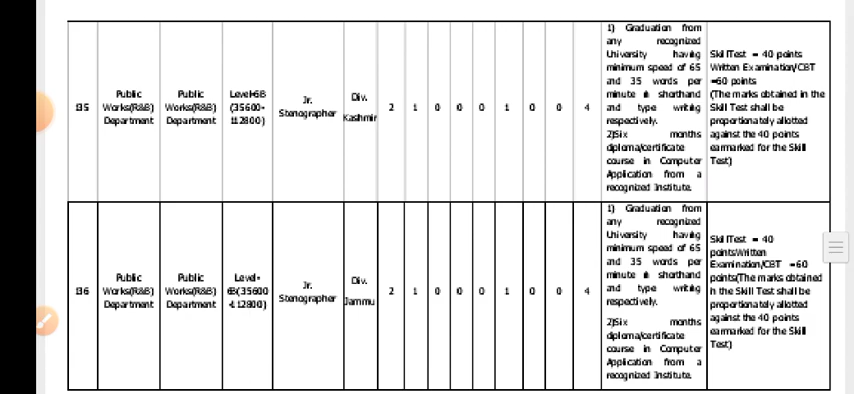 135
Public
Works(R&B)
Department
Public
Works(R&B)
Department
Level-6B
(35600-
112800)
Jr.
Stenographer
Div.
Kashmir
2
1
0
0
0
1
0
0
4
1) Graduation from
any recognized
University having
minimum speed of 65
and 35 words per
minute in shorthand
and type writing
respectively.
2)Six months
diploma/certificate
course in Computer
Application from a
recognized Institute.
Skill Test = 40 points
Written Examination/CBT
=60 points
(The marks obtained in the
Skill Test shall be
proportionately allotted
against the 40 points
earmarked for the Skill
Test)
136
Public
Works(R&B)
Department
Public
Works(R&B)
Department
Level-
6B(35600
-112800)
Jr.
Stenographer
Div.
Jammu
2
1
0
0
0
1
0
0
4
1) Graduation from
any recognized
University having
minimum speed of 65
and 35 words per
minute in shorthand
and type writing
respectively.
2)Six months
diploma/certificate
course in Computer
Application from a
recognized Institute.
Skill Test = 40
pointsWritten
Examination/CBT =60
points(The marks obtained
in the Skill Test shall be
proportionately allotted
against the 40 points
earmarked for the Skill
Test)